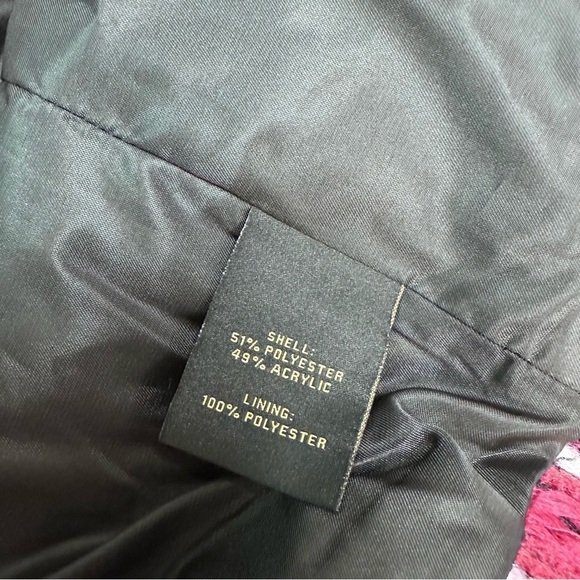 SHELL:
51% POLYESTER
49% ACRYLIC
LINING:
100% POLYESTER